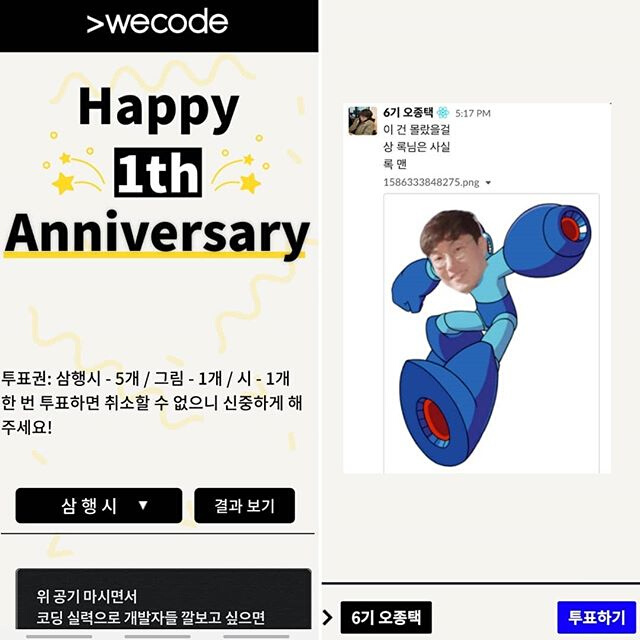 >wecode
Happy
1th
Anniversary
투표권: 삼행시 - 5개 / 그림 - 1개 / 시 - 1개
한 번 투표하면 취소할 수 없으니 신중하게 해
주세요!
삼 행 시 ▼
결과 보기
위 공기 마시면서
코딩 실력으로 개발자들 깔보고 싶으면
6기 오종택 5:17 PM
이 건 몰랐을걸
상 록님은 사실
록 맨
1586333848275.png ▼
6기 오종택
투표하기